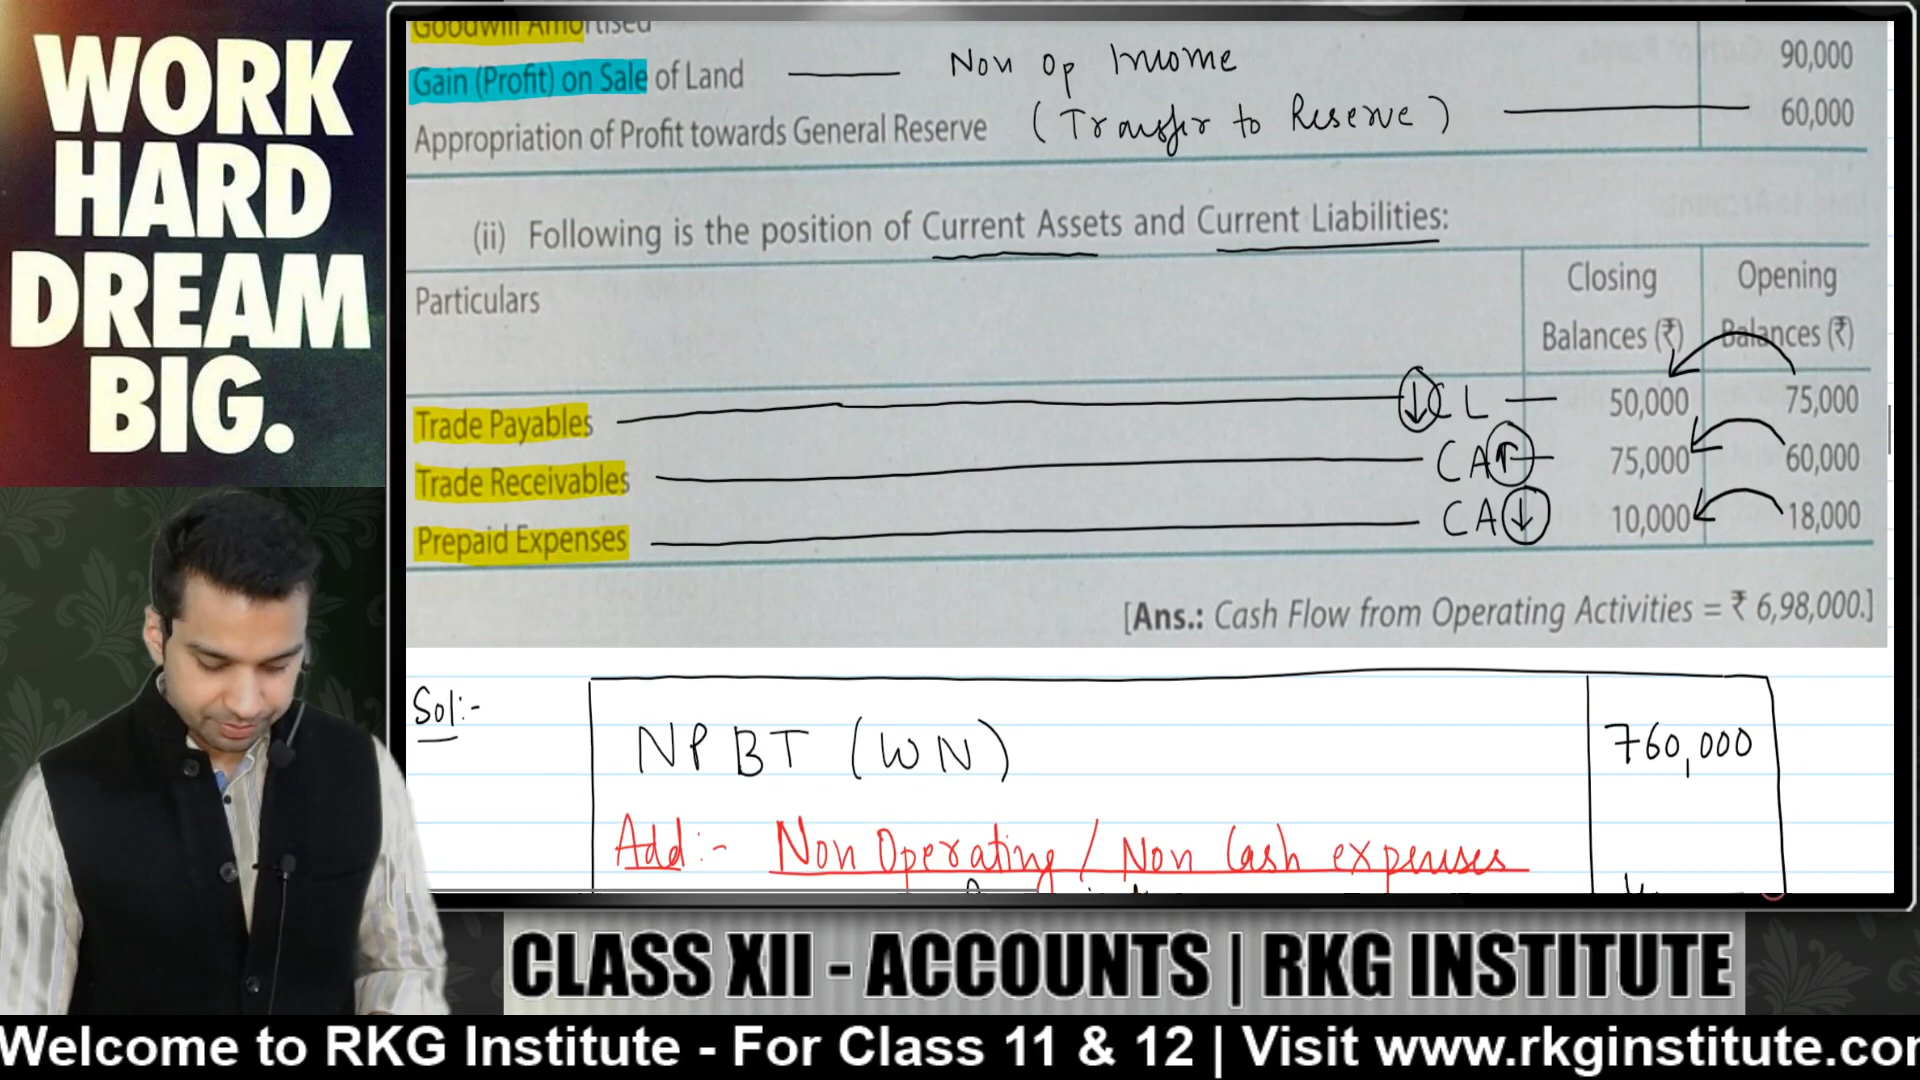 WORK
HARD
DREAM
BIG.
Goodwill Amortised
Gain (Profit) on Sale of Land Non Op Income 90,000
Appropriation of Profit towards General Reserve (Transfer to Reserve) 60,000
(ii) Following is the position of Current Assets and Current Liabilities:
Particulars Closing Balances (₹) Opening Balances (₹)
Trade Payables ↓CL 50,000 75,000
Trade Receivables CA↑ 75,000 60,000
Prepaid Expenses CA↓ 10,000 18,000
[Ans.: Cash Flow from Operating Activities = ₹ 6,98,000.]
Sol:-
NPBT (WN) 760,000
Add:- Non Operating / Non Cash expenses
CLASS XII - ACCOUNTS | RKG INSTITUTE
Welcome to RKG Institute - For Class 11 & 12 | Visit www.rkginstitute.co